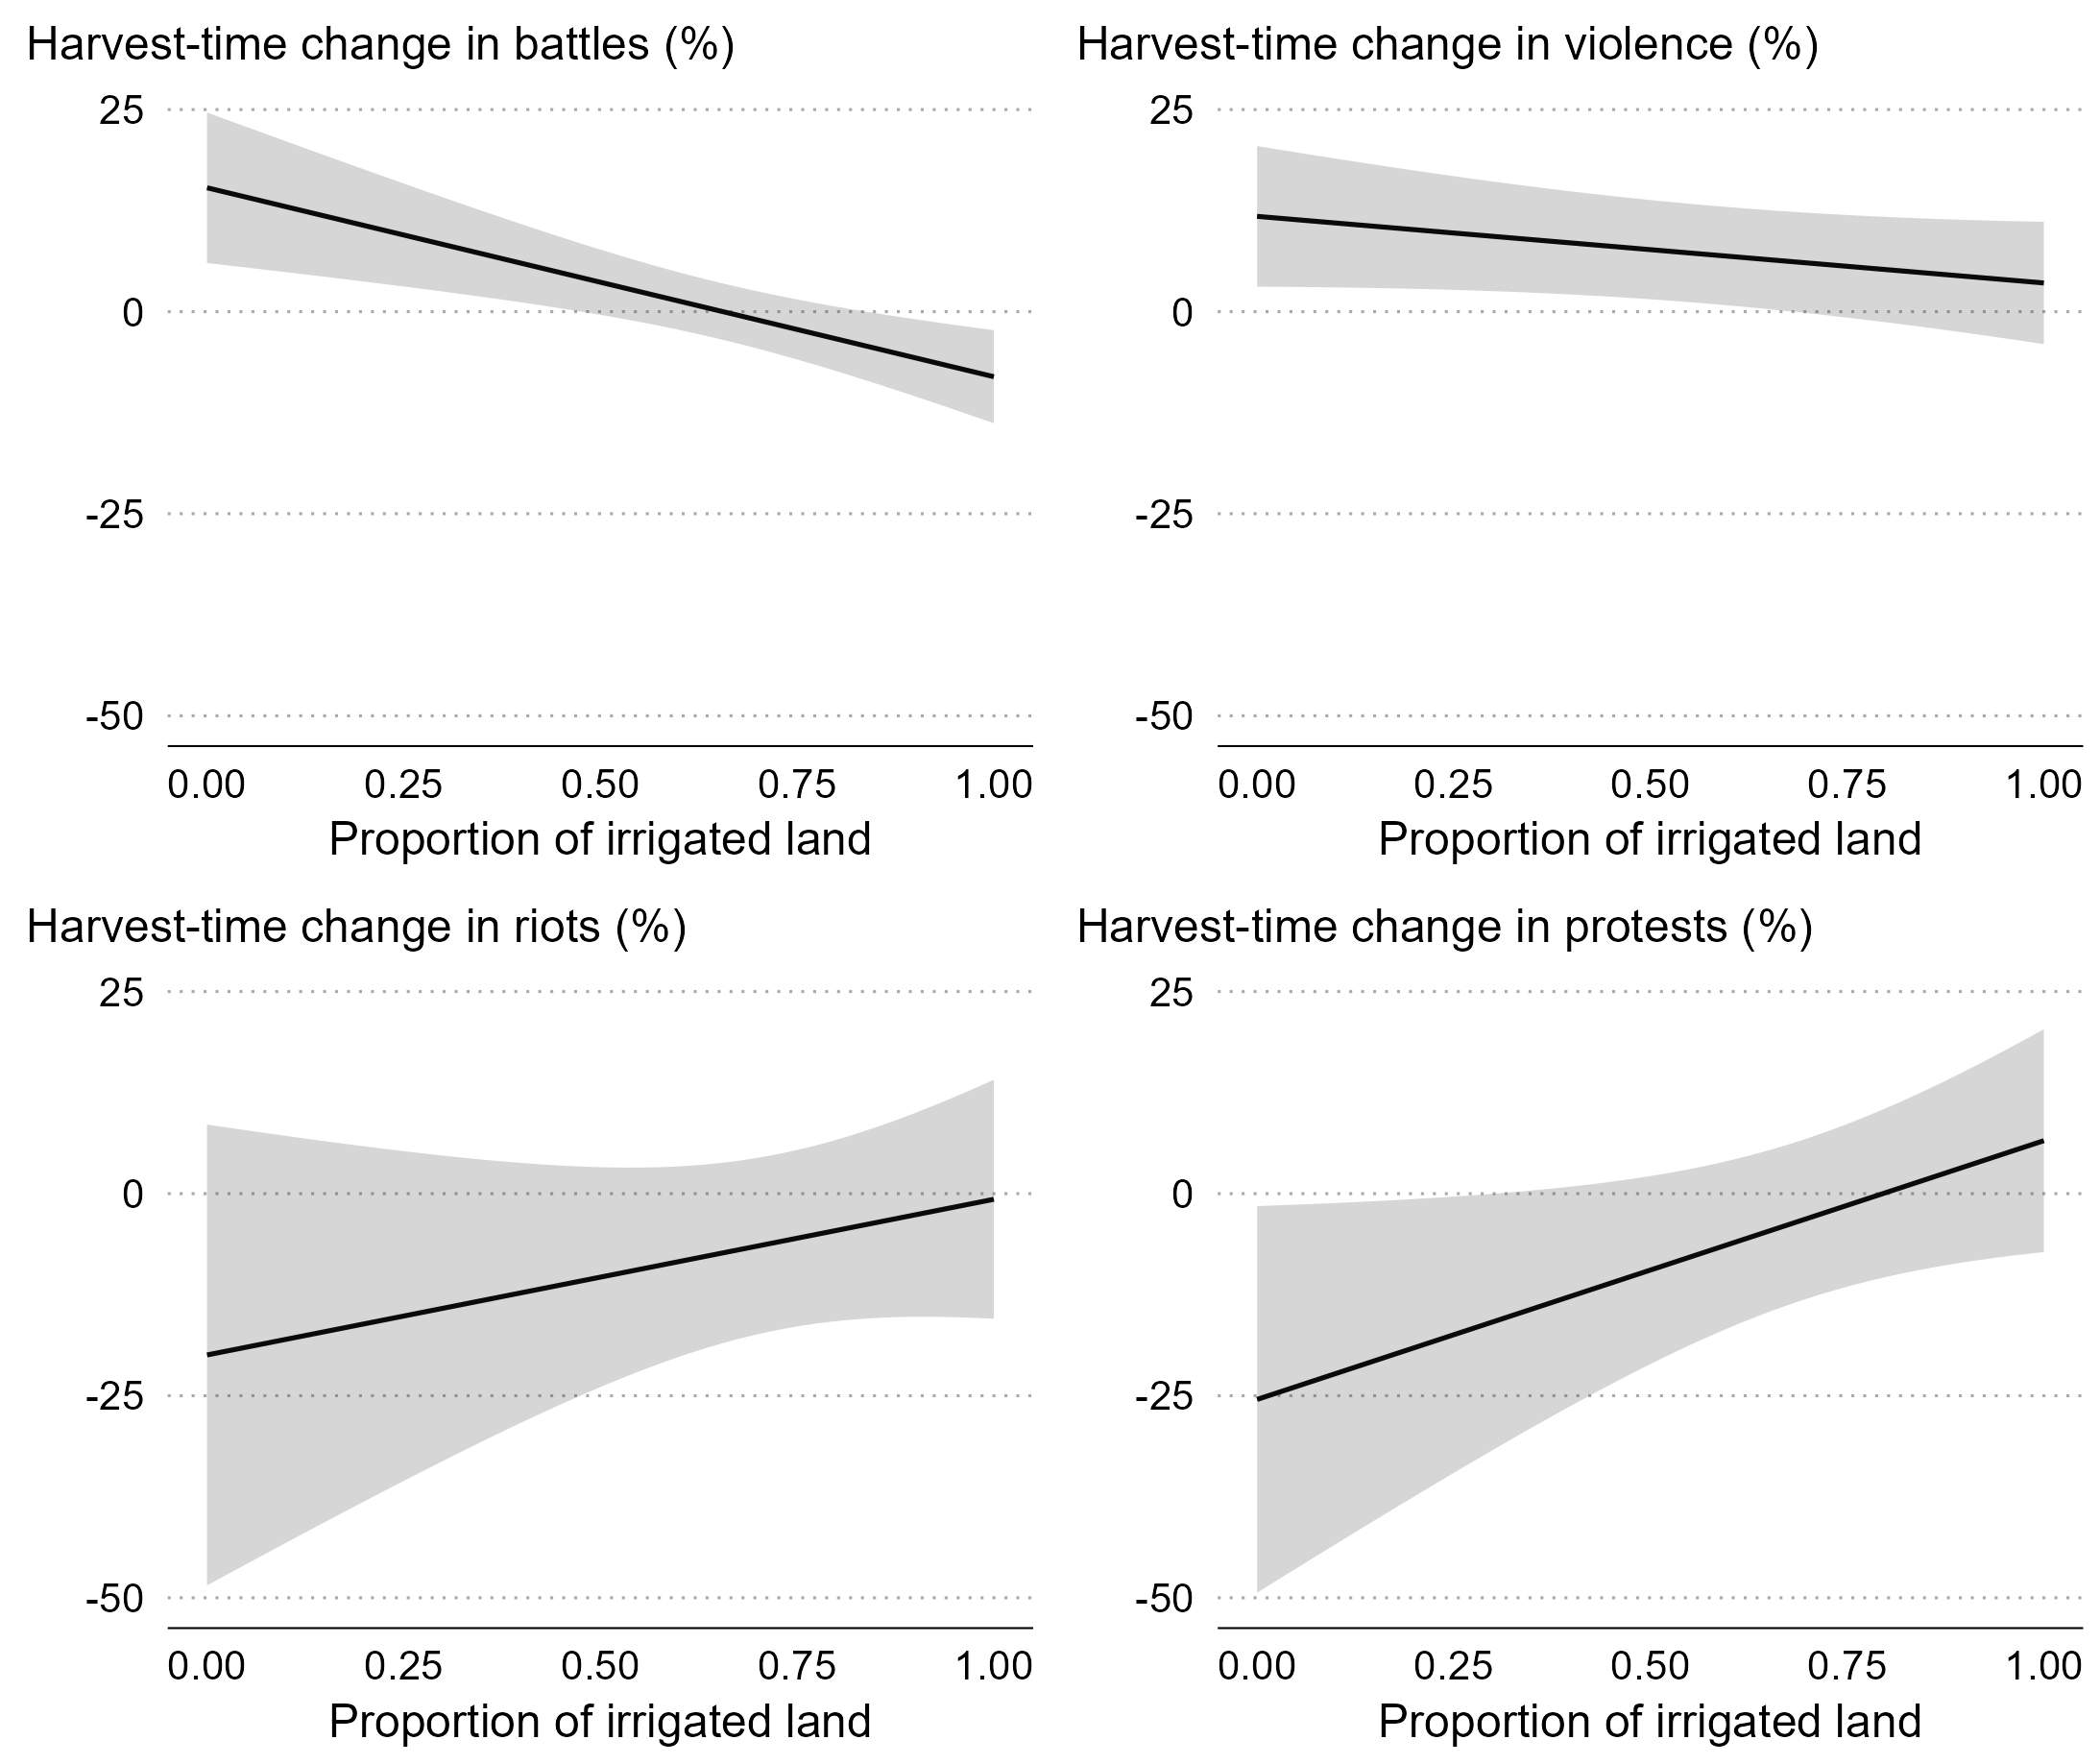 Harvest-time change in battles (%)
25
0
-25
-50
0.00 0.25 0.50 0.75 1.00
Proportion of irrigated land
Harvest-time change in violence (%)
25
0
-25
-50
0.00 0.25 0.50 0.75 1.00
Proportion of irrigated land
Harvest-time change in riots (%)
25
0
-25
-50
0.00 0.25 0.50 0.75 1.00
Proportion of irrigated land
Harvest-time change in protests (%)
25
0
-25
-50
0.00 0.25 0.50 0.75 1.00
Proportion of irrigated land